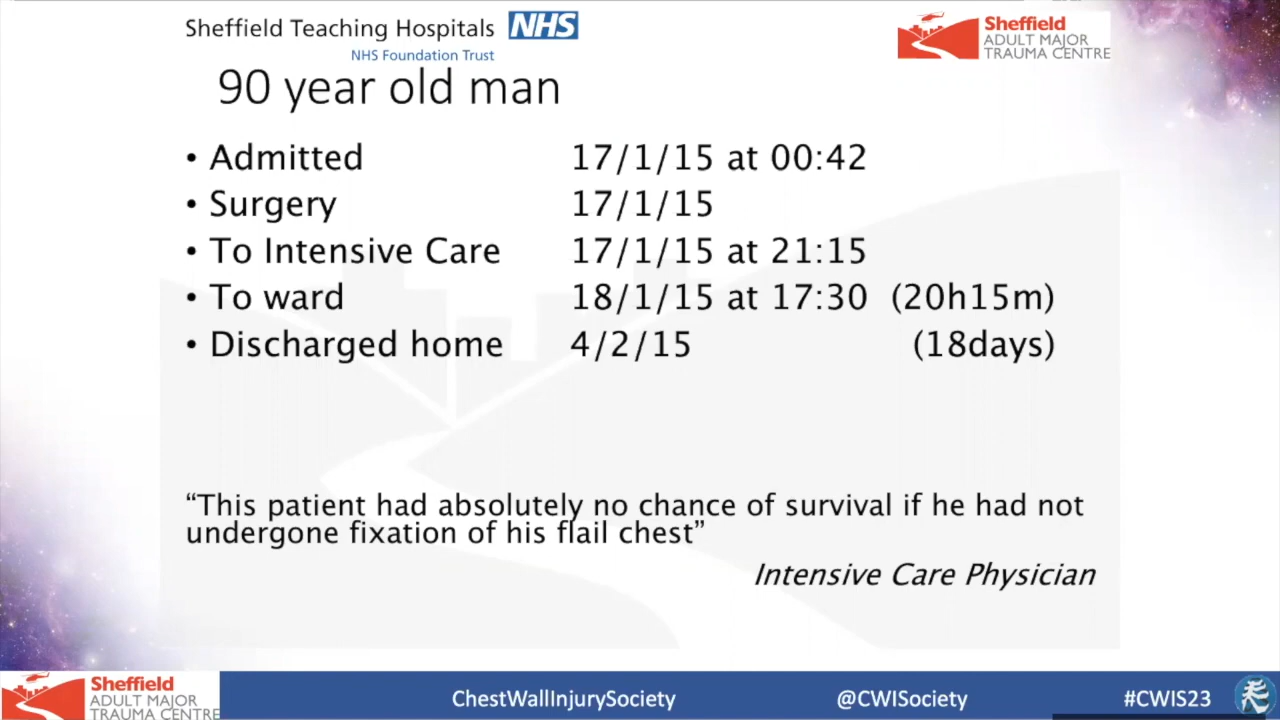 Sheffield Teaching Hospitals NHS
NHS Foundation Trust
Sheffield
ADULT MAJOR
TRAUMA CENTRE
90 year old man
• Admitted 17/1/15 at 00:42
• Surgery 17/1/15
• To Intensive Care 17/1/15 at 21:15
• To ward 18/1/15 at 17:30 (20h15m)
• Discharged home 4/2/15 (18days)
“This patient had absolutely no chance of survival if he had not
undergone fixation of his flail chest”
Intensive Care Physician
Sheffield
ADULT MAJOR
TRAUMA CENTRE
ChestWallInjurySociety @CWISociety #CWIS23